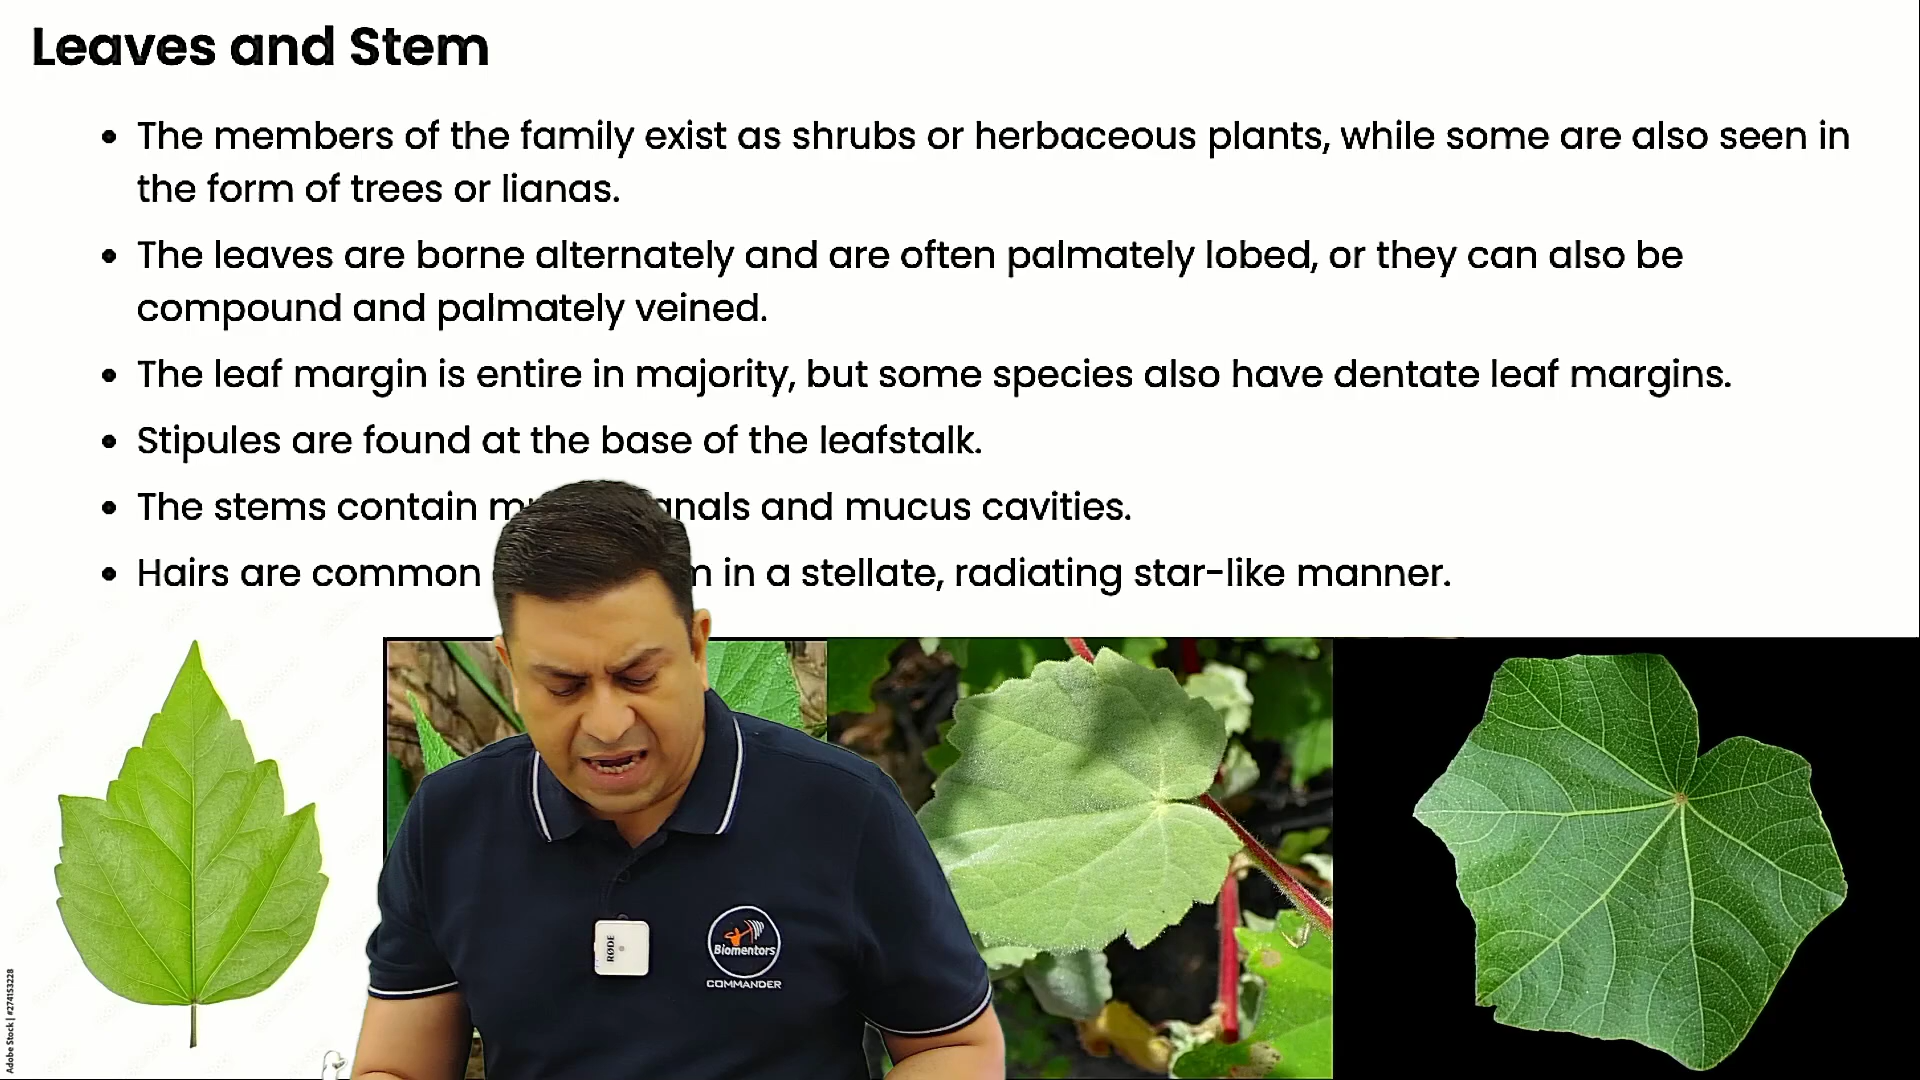 Leaves and Stem
• The members of the family exist as shrubs or herbaceous plants, while some are also seen in
the form of trees or lianas.
• The leaves are borne alternately and are often palmately lobed, or they can also be
compound and palmately veined.
• The leaf margin is entire in majority, but some species also have dentate leaf margins.
• Stipules are found at the base of the leafstalk.
• The stems contain and mucus cavities.
• Hairs are common in a stellate, radiating star-like manner.
RØDE
Biomentors
COMMANDER
Adobe Stock | #274153228